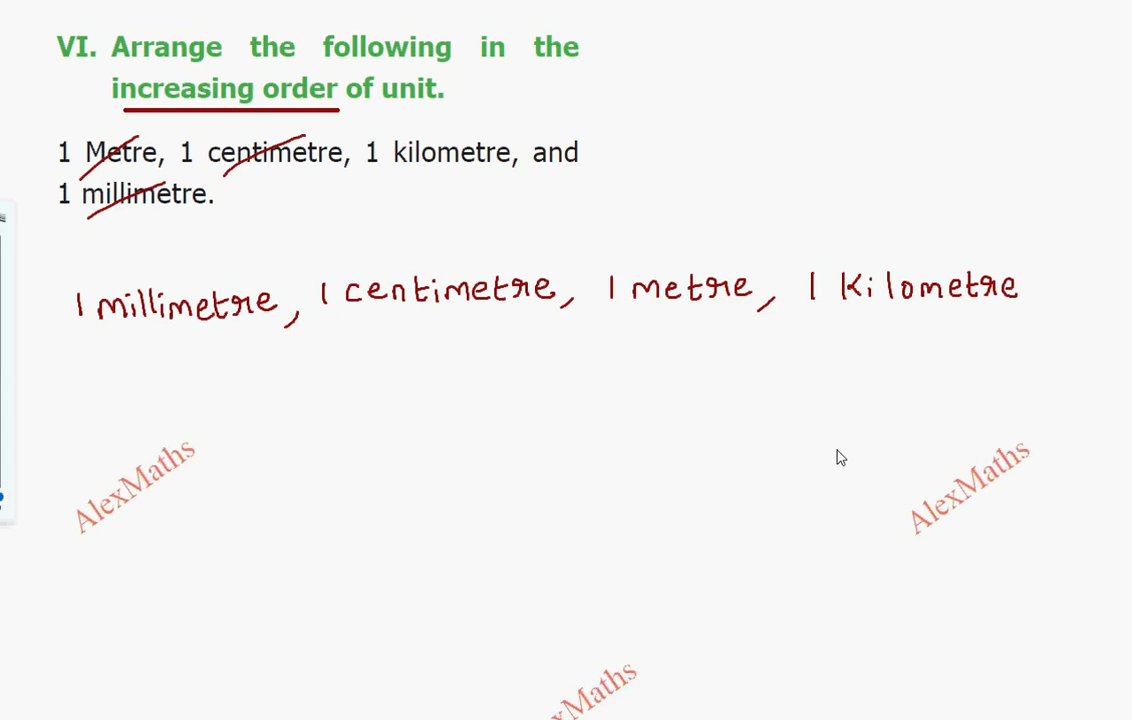 VI. Arrange the following in the
increasing order of unit.
1 Metre, 1 centimetre, 1 kilometre, and
1 millimetre.
1 millimetre, 1 centimetre, 1 metre, 1 Kilometre
AlexMaths
AlexMaths
xMaths